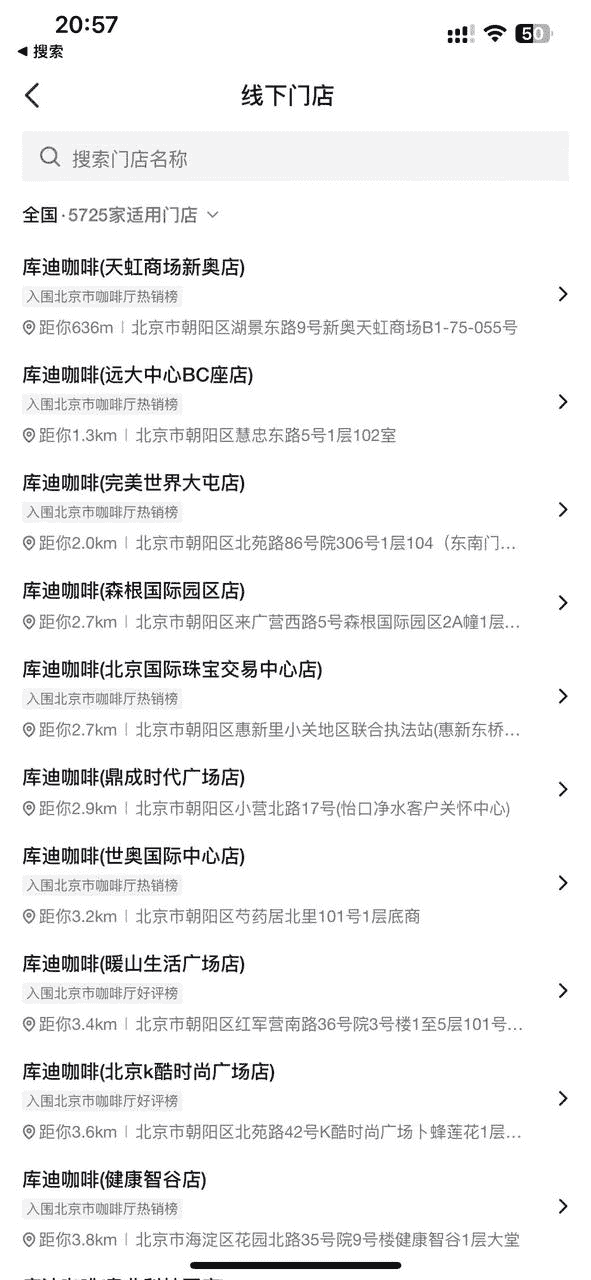 20:57
50
◀ 搜索
线下门店
搜索门店名称
全国·5725家适用门店
库迪咖啡(天虹商场新奥店)
入围北京市咖啡厅热销榜
距你636m | 北京市朝阳区湖景东路9号新奥天虹商场B1-75-055号
库迪咖啡(远大中心BC座店)
入围北京市咖啡厅热销榜
距你1.3km | 北京市朝阳区慧忠东路5号1层102室
库迪咖啡(完美世界大屯店)
入围北京市咖啡厅热销榜
距你2.0km | 北京市朝阳区北苑路86号院306号1层104（东南门…
库迪咖啡(森根国际园区店)
距你2.7km | 北京市朝阳区来广营西路5号森根国际园区2A幢1层…
库迪咖啡(北京国际珠宝交易中心店)
入围北京市咖啡厅热销榜
距你2.7km | 北京市朝阳区惠新里小关地区联合执法站(惠新东桥…
库迪咖啡(鼎成时代广场店)
距你2.9km | 北京市朝阳区小营北路17号(怡口净水客户关怀中心)
库迪咖啡(世奥国际中心店)
入围北京市咖啡厅热销榜
距你3.2km | 北京市朝阳区芍药居北里101号1层底商
库迪咖啡(暖山生活广场店)
入围北京市咖啡厅好评榜
距你3.4km | 北京市朝阳区红军营南路36号院3号楼1至5层101号…
库迪咖啡(北京k酷时尚广场店)
入围北京市咖啡厅好评榜
距你3.6km | 北京市朝阳区北苑路42号K酷时尚广场卜蜂莲花1层…
库迪咖啡(健康智谷店)
入围北京市咖啡厅热销榜
距你3.8km | 北京市海淀区花园北路35号院9号楼健康智谷1层大堂